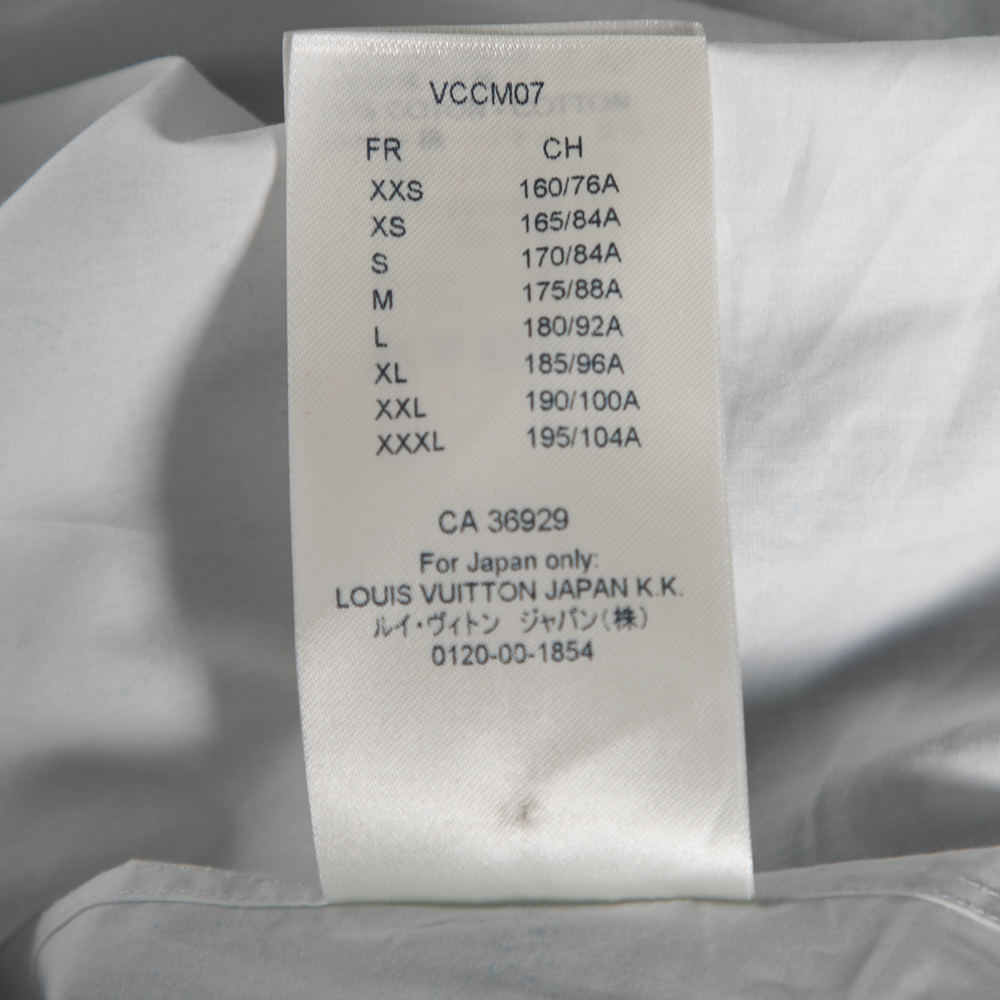 VCCM07
FR CH
XXS 160/76A
XS 165/84A
S 170/84A
M 175/88A
L 180/92A
XL 185/96A
XXL 190/100A
XXXL 195/104A
CA 36929
For Japan only:
LOUIS VUITTON JAPAN K.K.
ルイ・ヴィトン ジャパン(株)
0120-00-1854